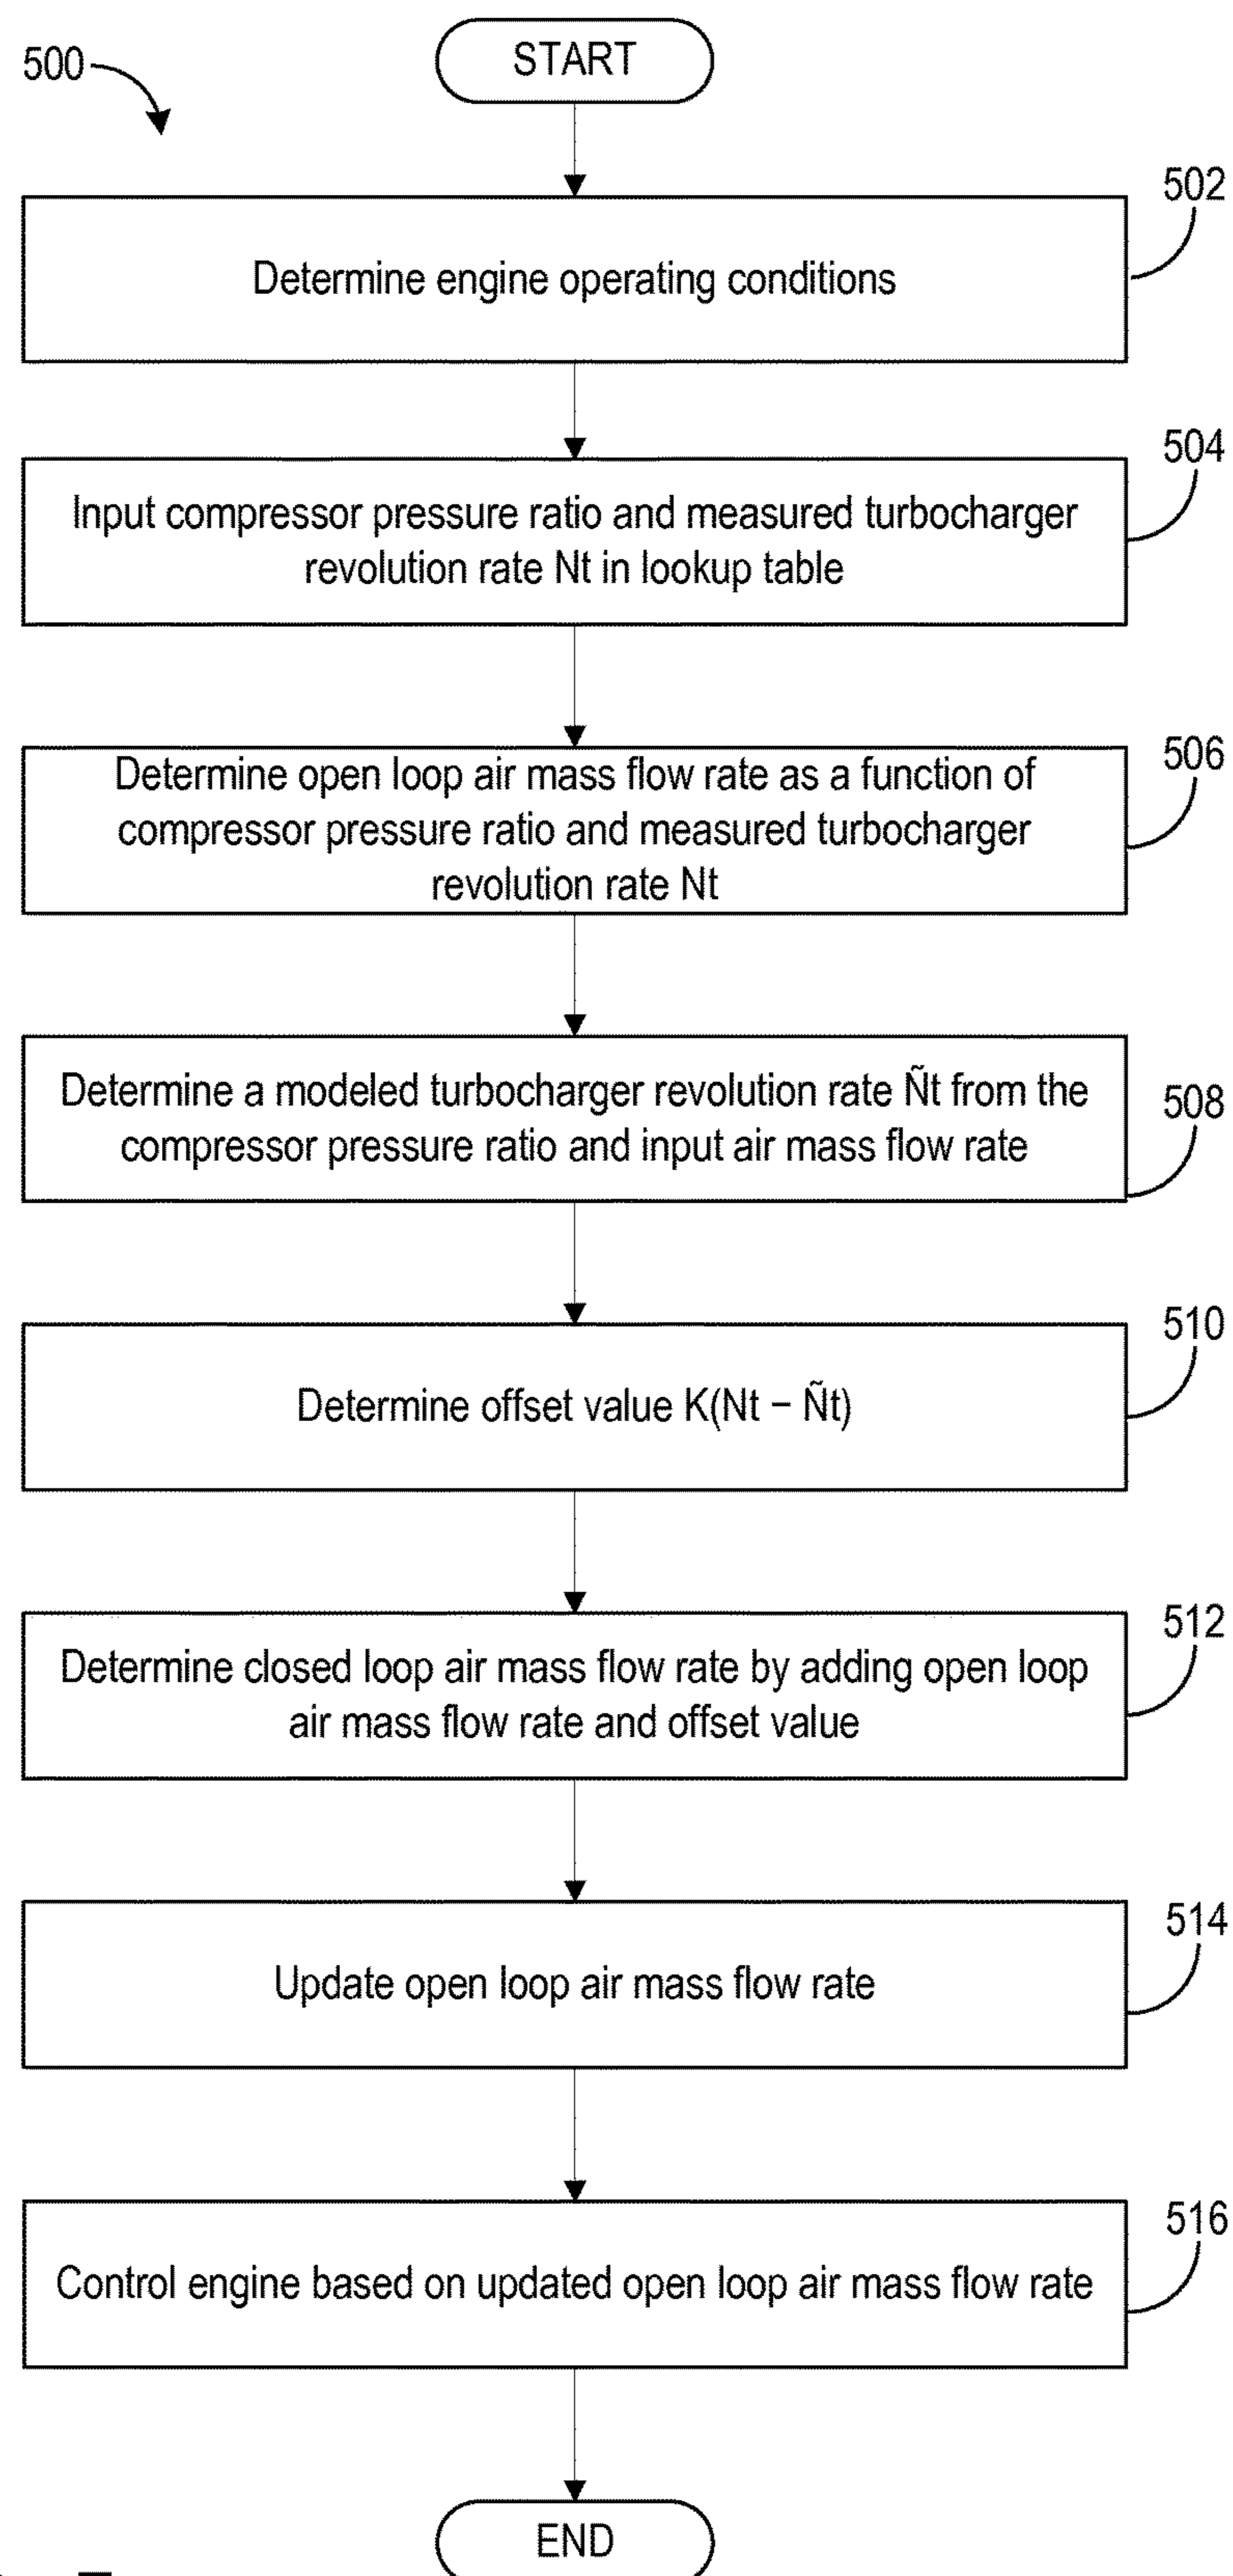 500
START
502
Determine engine operating conditions
504
Input compressor pressure ratio and measured turbocharger
revolution rate Nt in lookup table
506
Determine open loop air mass flow rate as a function of
compressor pressure ratio and measured turbocharger
revolution rate Nt
508
Determine a modeled turbocharger revolution rate Ñt from the
compressor pressure ratio and input air mass flow rate
510
Determine offset value K(Nt − Ñt)
512
Determine closed loop air mass flow rate by adding open loop
air mass flow rate and offset value
514
Update open loop air mass flow rate
516
Control engine based on updated open loop air mass flow rate
END